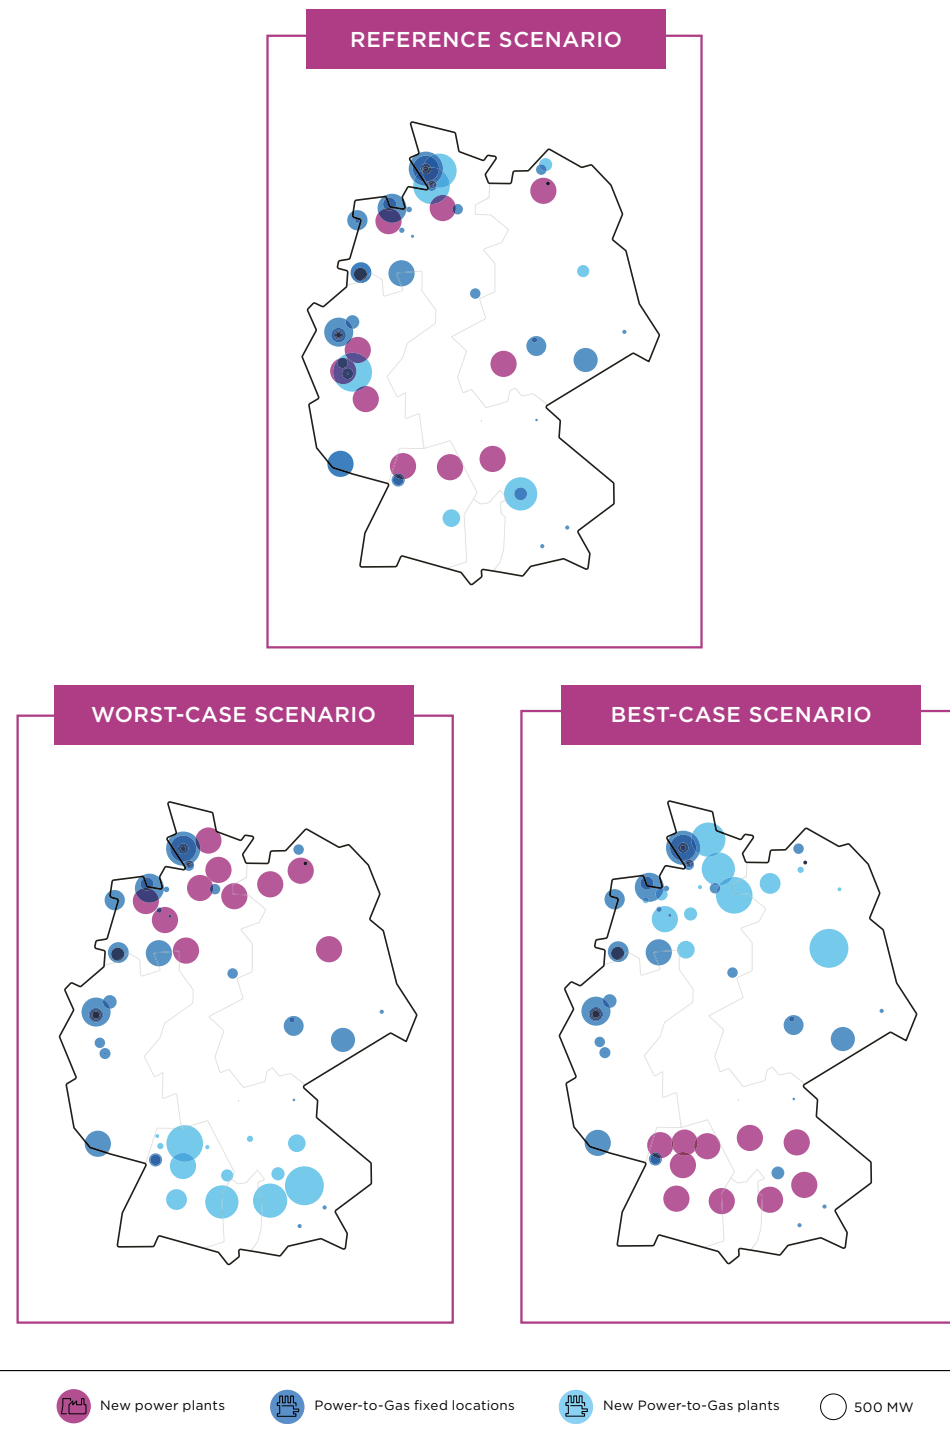 REFERENCE SCENARIO
WORST-CASE SCENARIO
BEST-CASE SCENARIO
New power plants
Power-to-Gas fixed locations
New Power-to-Gas plants
500 MW